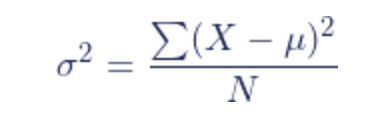 σ² = ∑(X − μ)² / N